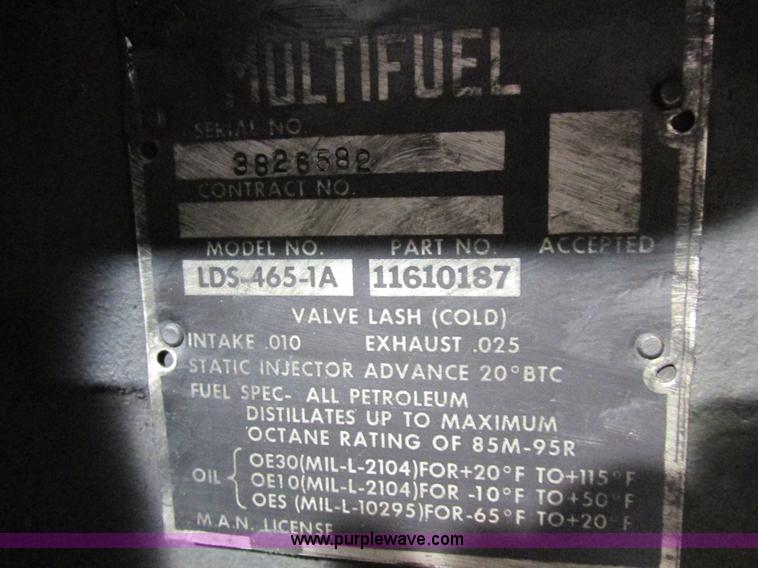 MULTIFUEL
SERIAL NO.
3826582
CONTRACT NO.
MODEL NO. PART NO. ACCEPTED
LDS-465-1A 11610187
VALVE LASH (COLD)
INTAKE .010 EXHAUST .025
STATIC INJECTOR ADVANCE 20°BTC
FUEL SPEC- ALL PETROLEUM
DISTILLATES UP TO MAXIMUM
OCTANE RATING OF 85M-95R
OE30(MIL-L-2104)FOR+20°F TO+115°F
OIL OE10(MIL-L-2104)FOR -10°F TO+50°F
OES (MIL-L-10295)FOR-65°F TO+20°F
M.A.N. LICENSE
www.purplewave.com